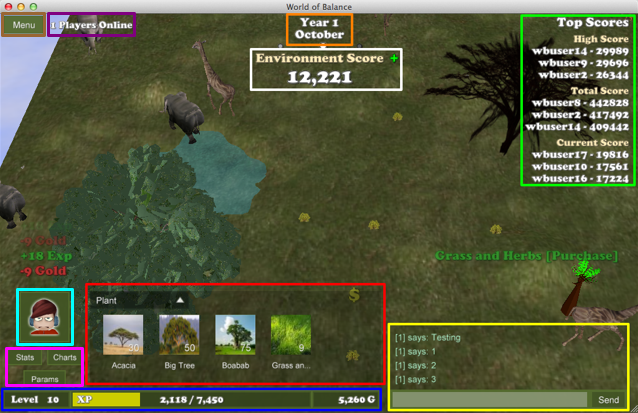 World of Balance
Menu
1 Players Online
Year 1
October
Environment Score +
12,221
Top Scores
High Score
wbuser14 - 29989
wbuser9 - 29696
wbuser2 - 26344
Total Score
wbuser8 - 442828
wbuser2 - 417492
wbuser14 - 409442
Current Score
wbuser17 - 19816
wbuser10 - 17561
wbuser16 - 17224
+18 Exp
-9 Gold
Grass and Herbs [Purchase]
$
Plant
30
50
75
9
Acacia
Big Tree
Boabab
Grass an...
Stats
Charts
Params
[1] says: Testing
[1] says: 1
[1] says: 2
[1] says: 3
Send
Level 10
XP
2,118 / 7,450
5,260 G